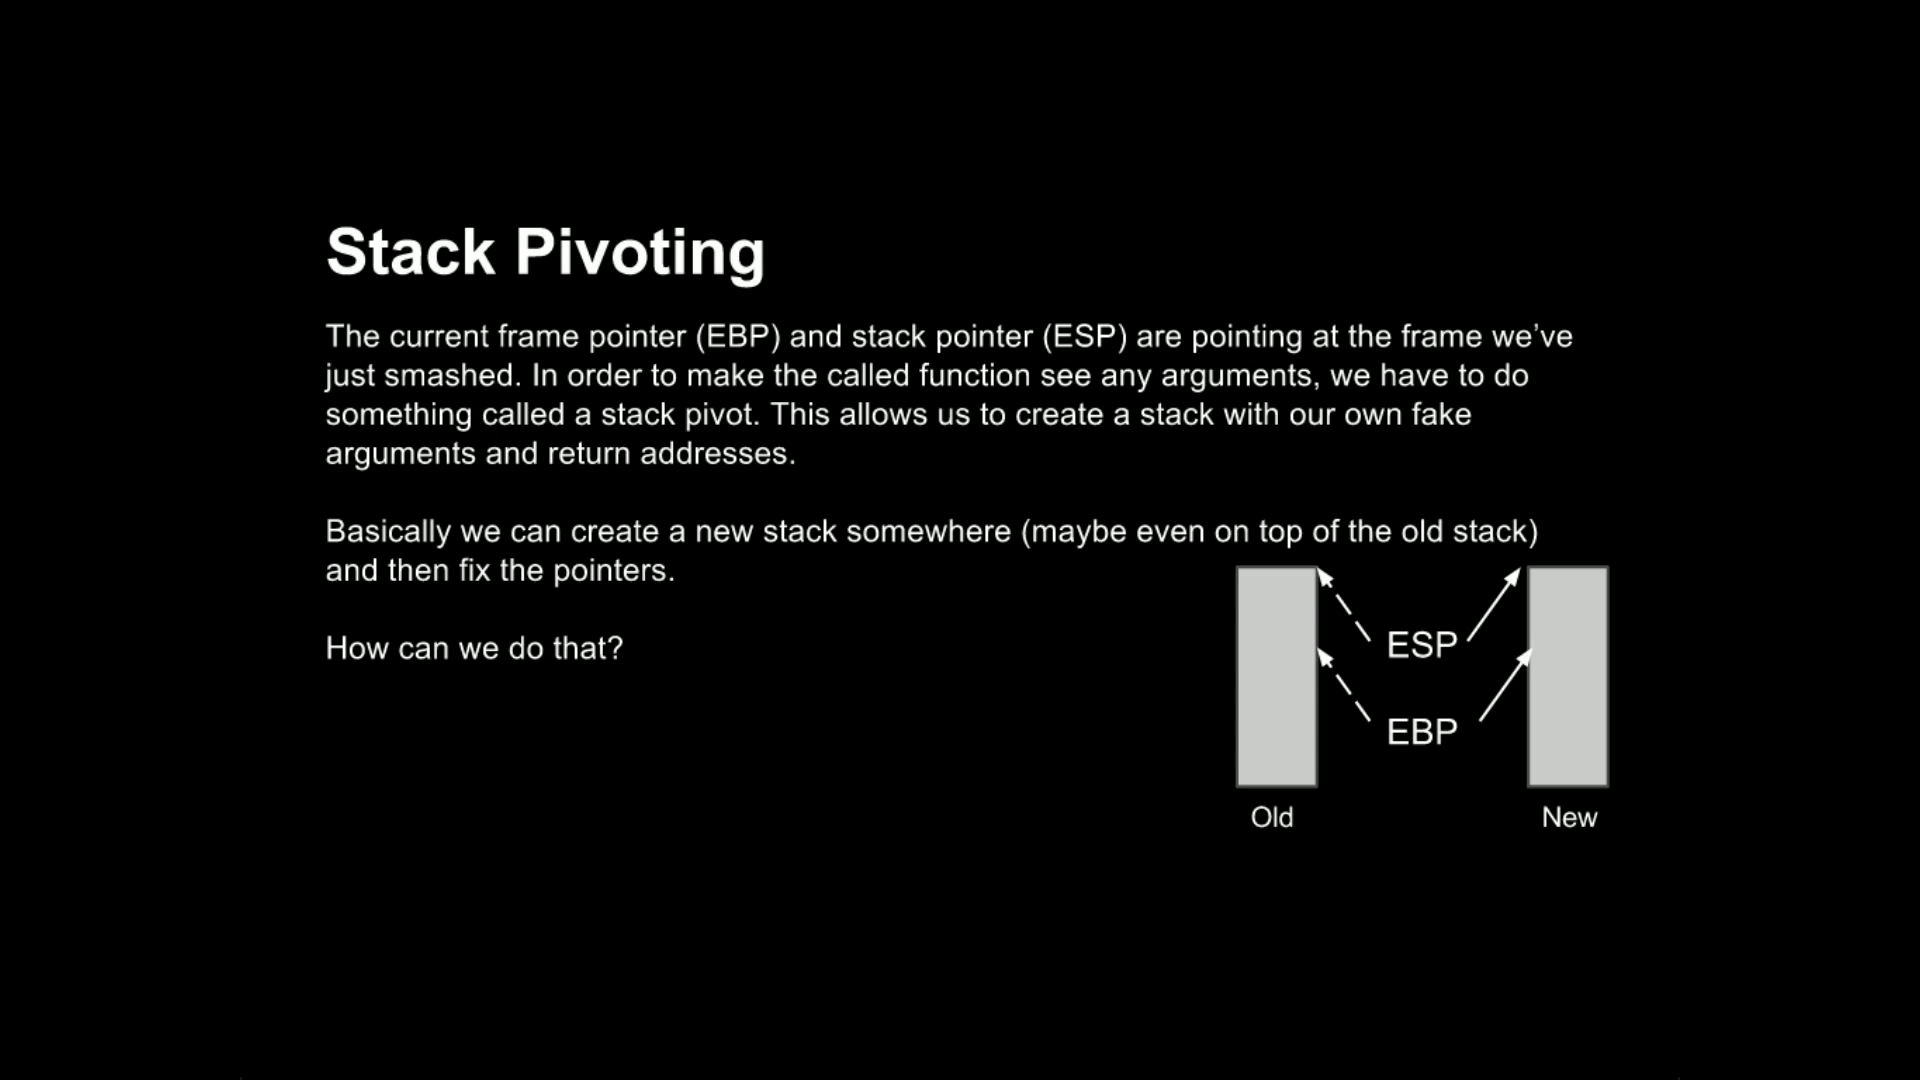 Stack Pivoting
The current frame pointer (EBP) and stack pointer (ESP) are pointing at the frame we’ve
just smashed. In order to make the called function see any arguments, we have to do
something called a stack pivot. This allows us to create a stack with our own fake
arguments and return addresses.
Basically we can create a new stack somewhere (maybe even on top of the old stack)
and then fix the pointers.
How can we do that?
ESP
EBP
Old
New